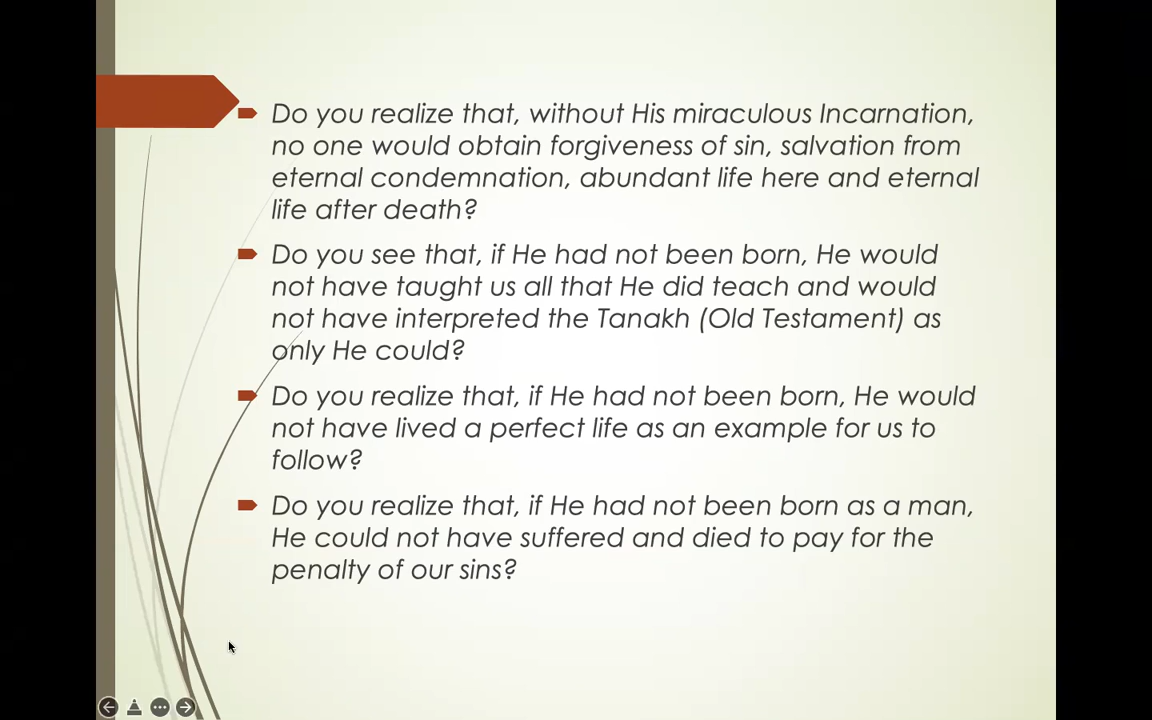 Do you realize that, without His miraculous Incarnation,
no one would obtain forgiveness of sin, salvation from
eternal condemnation, abundant life here and eternal
life after death?
Do you see that, if He had not been born, He would
not have taught us all that He did teach and would
not have interpreted the Tanakh (Old Testament) as
only He could?
Do you realize that, if He had not been born, He would
not have lived a perfect life as an example for us to
follow?
Do you realize that, if He had not been born as a man,
He could not have suffered and died to pay for the
penalty of our sins?